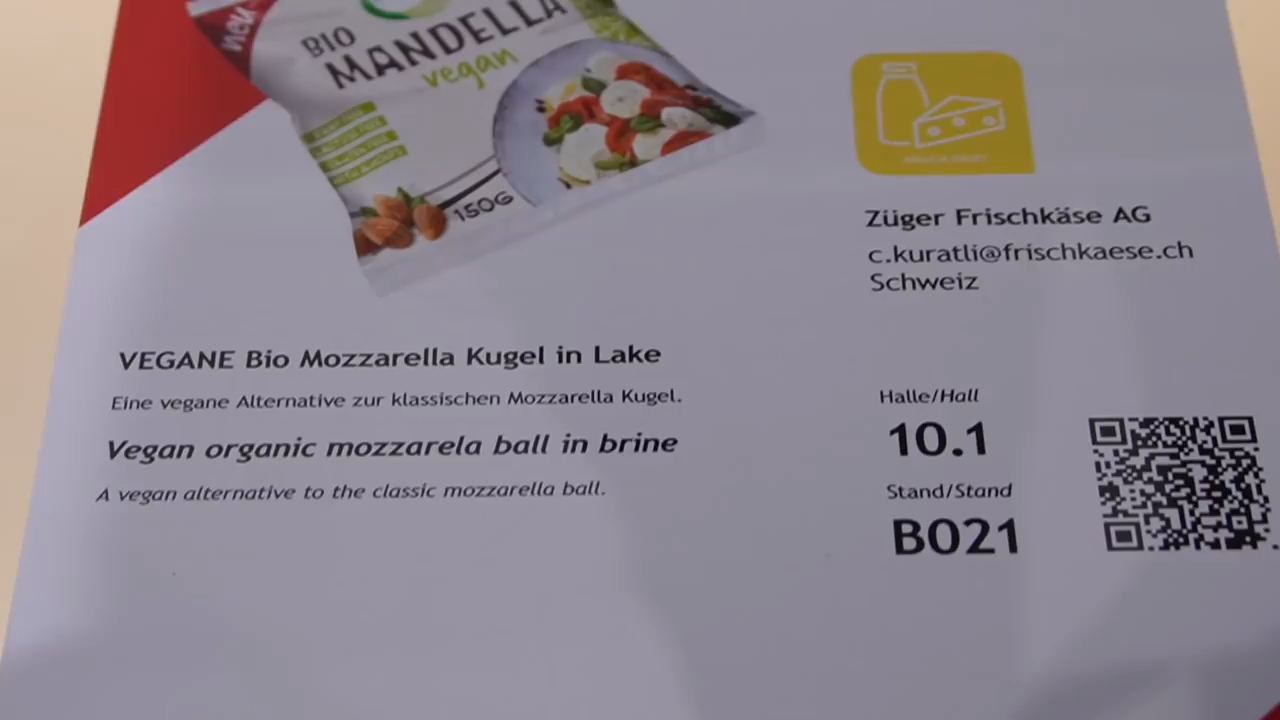 neu
BIO
MANDELLA
vegan
150G
Züger Frischkäse AG
c.kuratli@frischkaese.ch
Schweiz
VEGANE Bio Mozzarella Kugel in Lake
Eine vegane Alternative zur klassischen Mozzarella Kugel.
Vegan organic mozzarela ball in brine
A vegan alternative to the classic mozzarella ball.
Halle/Hall
10.1
Stand/Stand
B021